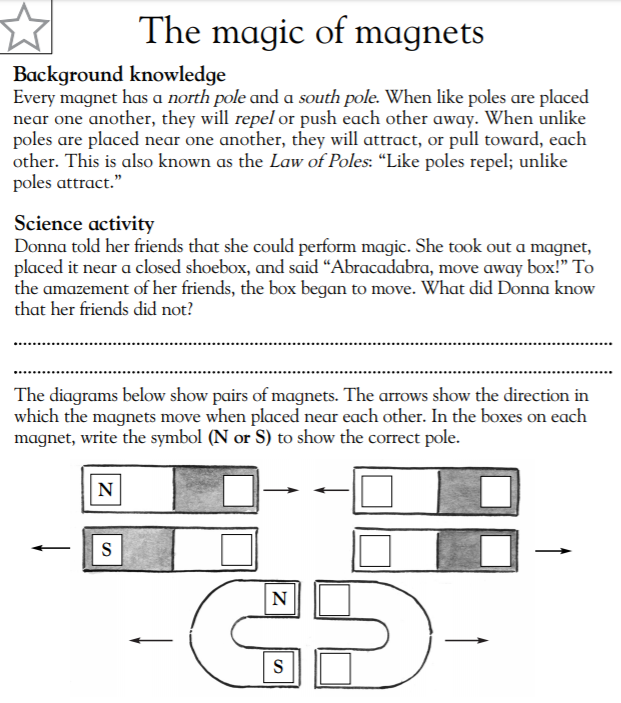 The magic of magnets
Background knowledge
Every magnet has a north pole and a south pole. When like poles are placed
near one another, they will repel or push each other away. When unlike
poles are placed near one another, they will attract, or pull toward, each
other. This is also known as the Law of Poles: “Like poles repel; unlike
poles attract.”
Science activity
Donna told her friends that she could perform magic. She took out a magnet,
placed it near a closed shoebox, and said “Abracadabra, move away box!” To
the amazement of her friends, the box began to move. What did Donna know
that her friends did not?
The diagrams below show pairs of magnets. The arrows show the direction in
which the magnets move when placed near each other. In the boxes on each
magnet, write the symbol (N or S) to show the correct pole.
N
S
N
S